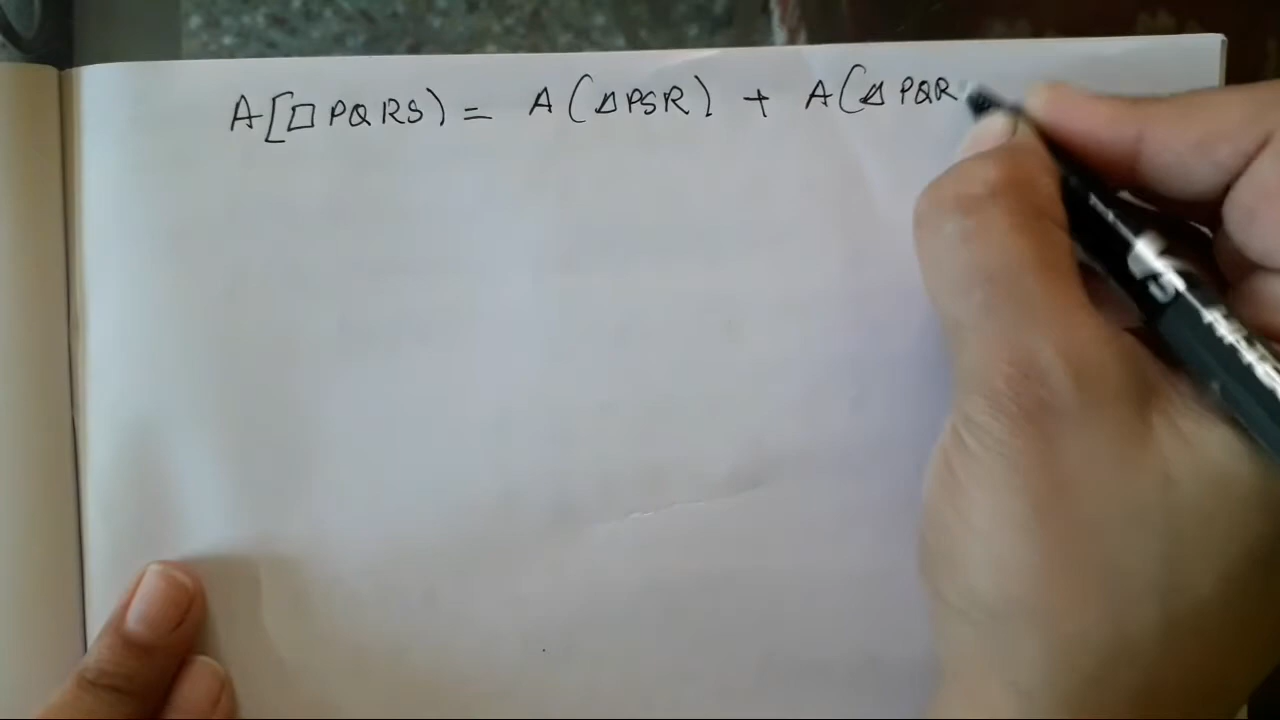 A[□PQRS) = A(△PSR) + A(△PQR